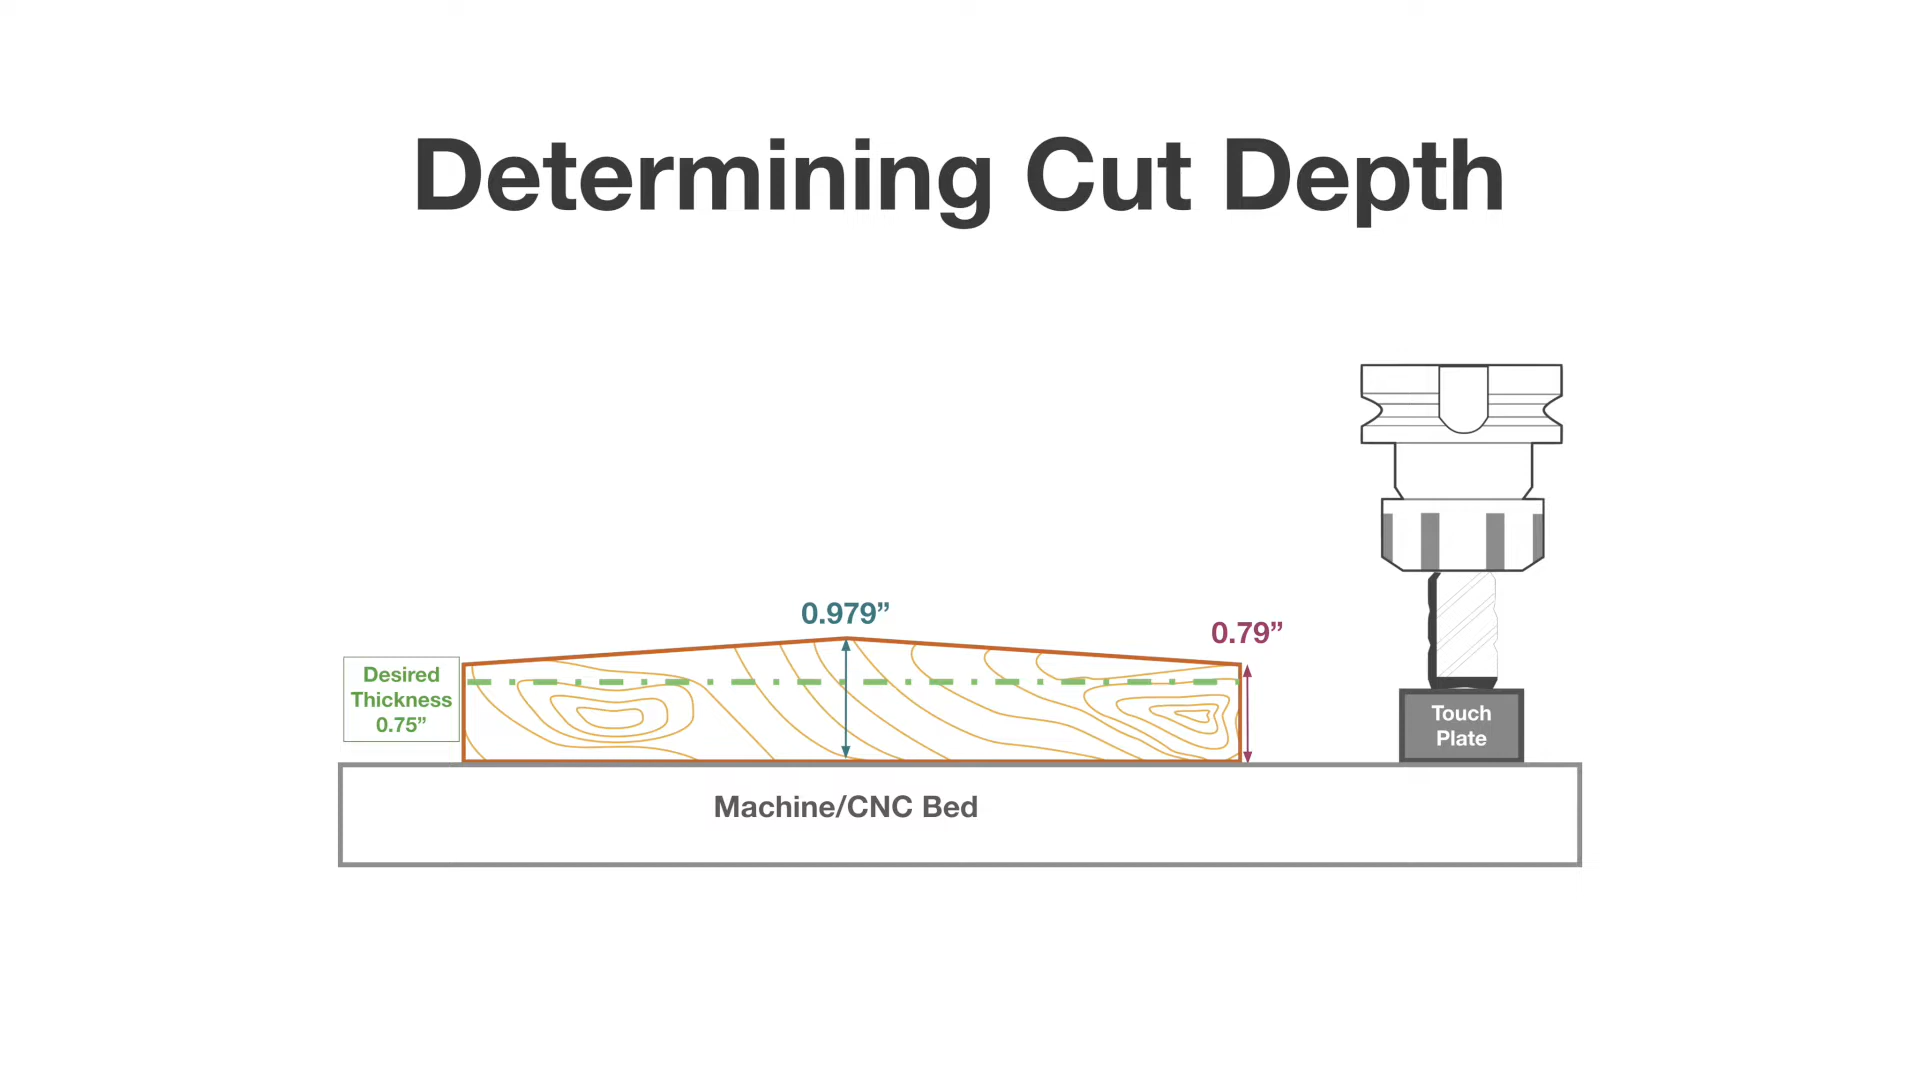 Determining Cut Depth
0.979”
0.79”
Desired
Thickness
0.75”
Touch
Plate
Machine/CNC Bed